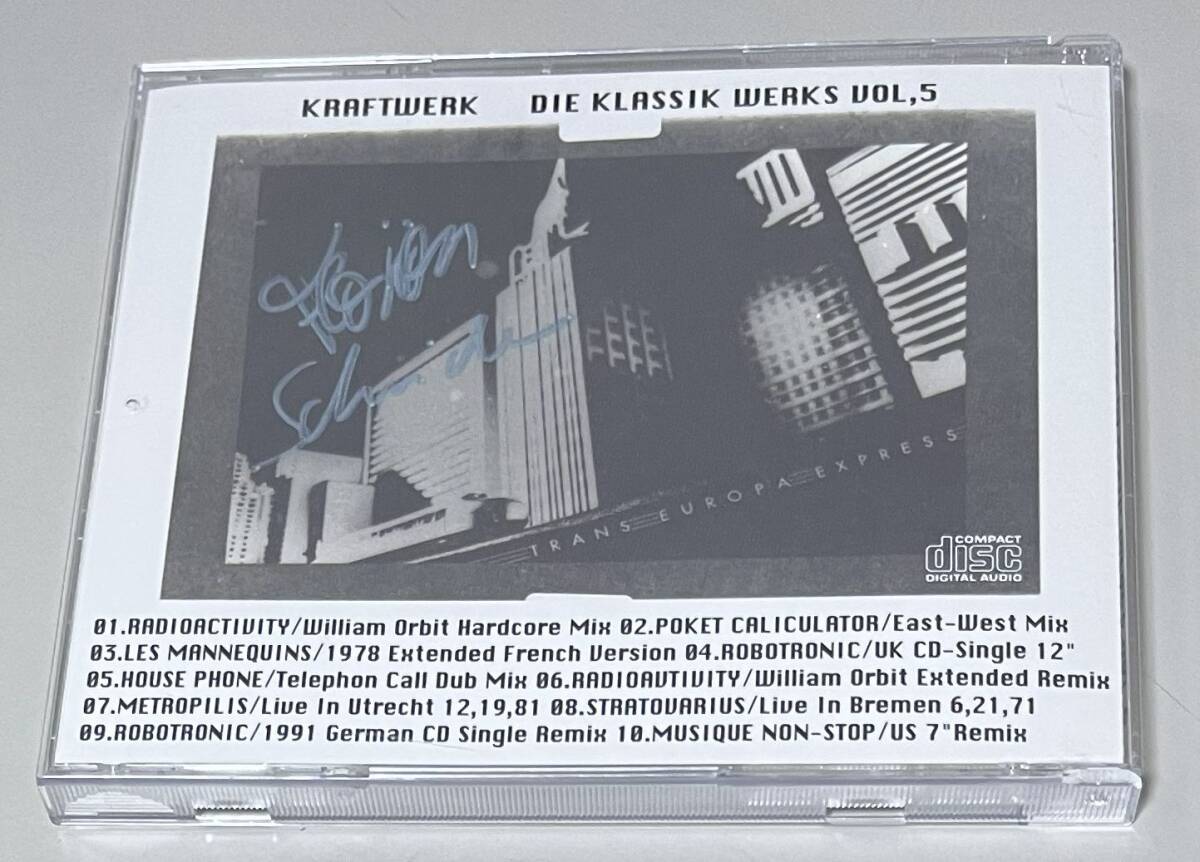 KRAFTWERK DIE KLASSIK WERKS VOL,5
Florian
Schneider
TRANS EUROPA EXPRESS
COMPACT
disc
DIGITAL AUDIO
01.RADIOACTIVITY/William Orbit Hardcore Mix 02.POKET CALICULATOR/East-West Mix
03.LES MANNEQUINS/1978 Extended French Version 04.ROBOTRONIC/UK CD-Single 12"
05.HOUSE PHONE/Telephon Call Dub Mix 06.RADIOAVTIVITY/William Orbit Extended Remix
07.METROPILIS/Live In Utrecht 12,19,81 08.STRATOVARIUS/Live In Bremen 6,21,71
09.ROBOTRONIC/1991 German CD Single Remix 10.MUSIQUE NON-STOP/US 7"Remix